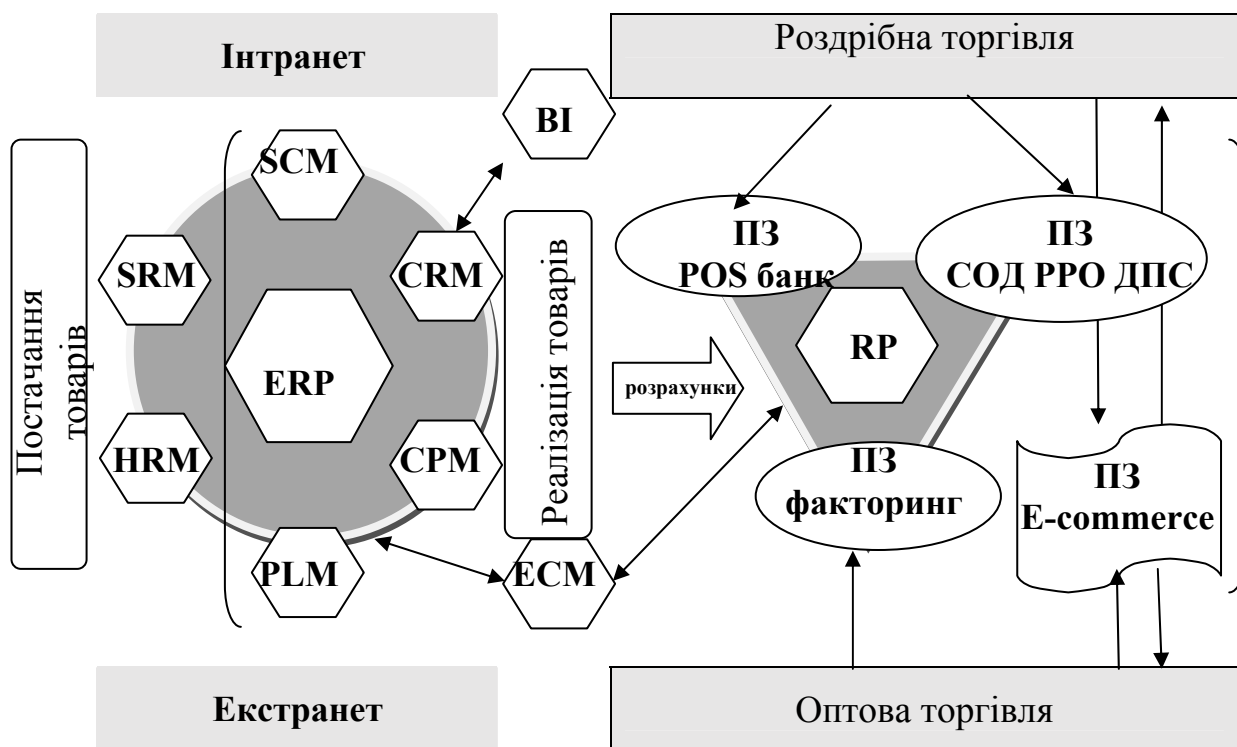 Інтранет
Роздрібна торгівля
BI
SCM
SRM
CRM
ERP
HRM
CPM
PLM
ECM
Постачання
товарів
Реалізація товарів
розрахунки
ПЗ
POS банк
ПЗ
СОД РРО ДПС
RP
ПЗ
факторинг
ПЗ
E-commerce
Екстранет
Оптова торгівля